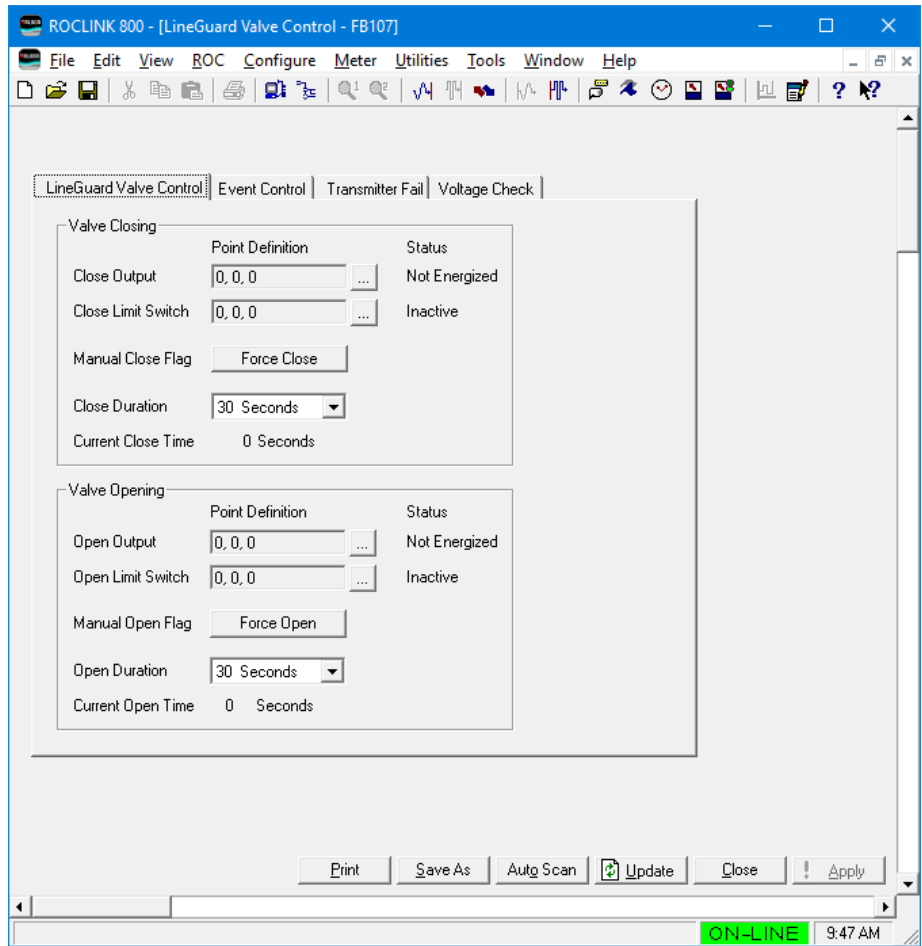 ROCLINK 800 - [LineGuard Valve Control - FB107]
File Edit View ROC Configure Meter Utilities Tools Window Help
LineGuard Valve Control Event Control Transmitter Fail Voltage Check
Valve Closing
Point Definition Status
Close Output 0, 0, 0 ... Not Energized
Close Limit Switch 0, 0, 0 ... Inactive
Manual Close Flag Force Close
Close Duration 30 Seconds
Current Close Time 0 Seconds
Valve Opening
Point Definition Status
Open Output 0, 0, 0 ... Not Energized
Open Limit Switch 0, 0, 0 ... Inactive
Manual Open Flag Force Open
Open Duration 30 Seconds
Current Open Time 0 Seconds
Print Save As Auto Scan Update Close ! Apply
ON-LINE 9:47 AM